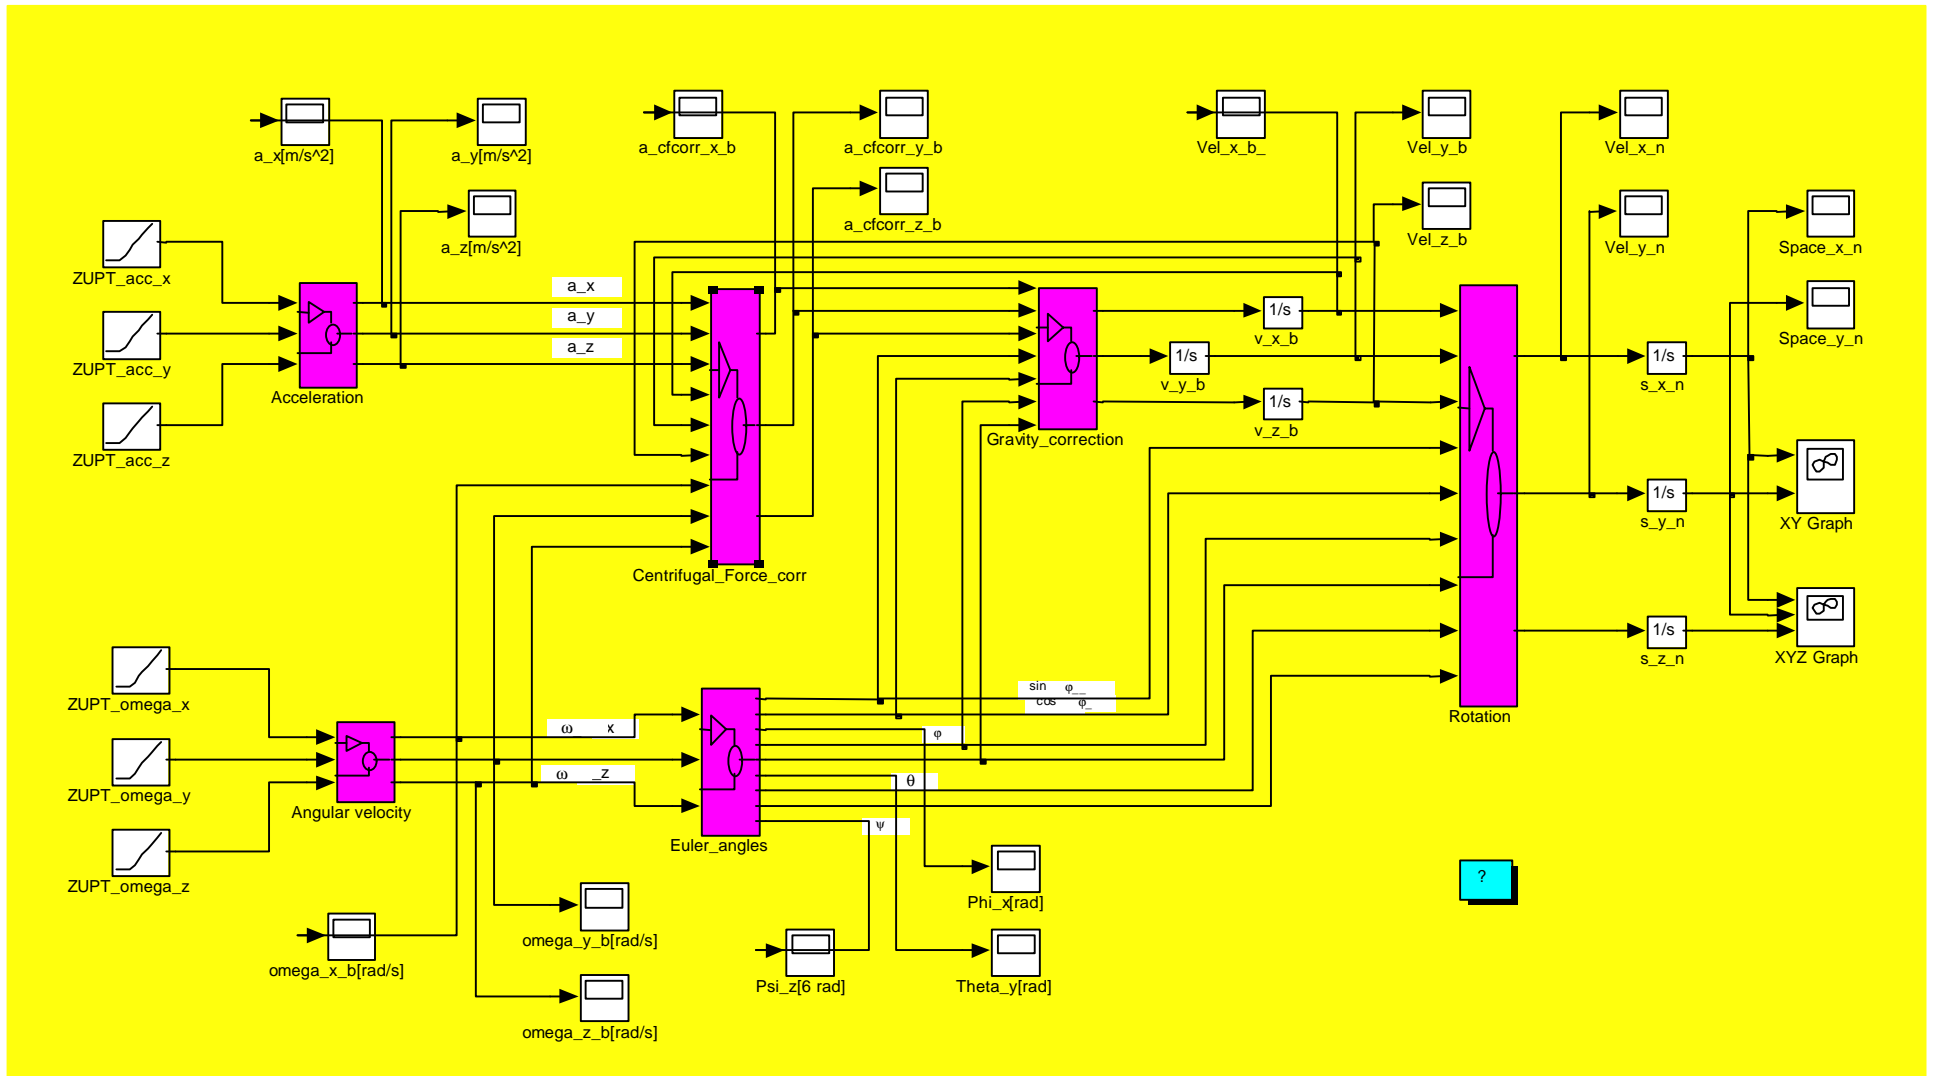 a_x[m/s^2]
a_y[m/s^2]
a_cfcorr_x_b
a_cfcorr_y_b
Vel_x_b_
Vel_y_b
Vel_x_n
a_z[m/s^2]
a_cfcorr_z_b
Vel_z_b
Vel_y_n
Space_x_n
ZUPT_acc_x
a_x
a_y
a_z
1/s
v_x_b
Space_y_n
ZUPT_acc_y
Acceleration
1/s
v_y_b
1/s
s_x_n
1/s
v_z_b
Gravity_correction
ZUPT_acc_z
1/s
s_y_n
XY Graph
Centrifugal_Force_corr
1/s
s_z_n
XYZ Graph
ZUPT_omega_x
sin φ__
cos φ_
Rotation
ω x
φ
ω _z
θ
ZUPT_omega_y
Angular velocity
ψ
Euler_angles
ZUPT_omega_z
?
Phi_x[rad]
omega_y_b[rad/s]
omega_x_b[rad/s]
Psi_z[6 rad]
Theta_y[rad]
omega_z_b[rad/s]